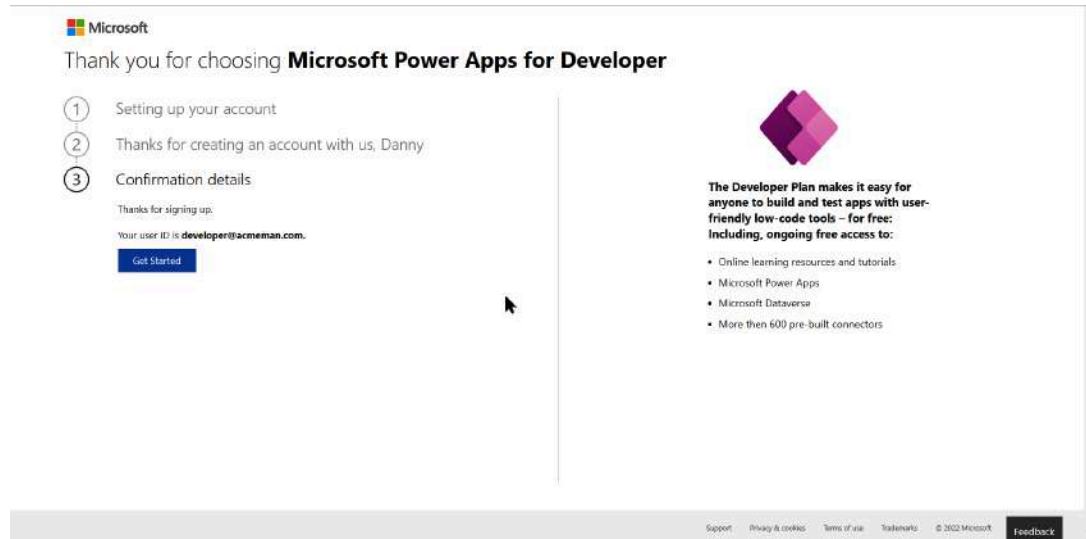 Microsoft
Thank you for choosing Microsoft Power Apps for Developer
1 Setting up your account
2 Thanks for creating an account with us, Danny
3 Confirmation details
Thanks for signing up.
Your user ID is developer@acmeman.com.
Get Started
The Developer Plan makes it easy for
anyone to build and test apps with user-
friendly low-code tools – for free:
Including, ongoing free access to:
• Online learning resources and tutorials
• Microsoft Power Apps
• Microsoft Dataverse
• More then 600 pre-built connectors
Support Privacy & cookies Terms of use Trademarks © 2022 Microsoft Feedback